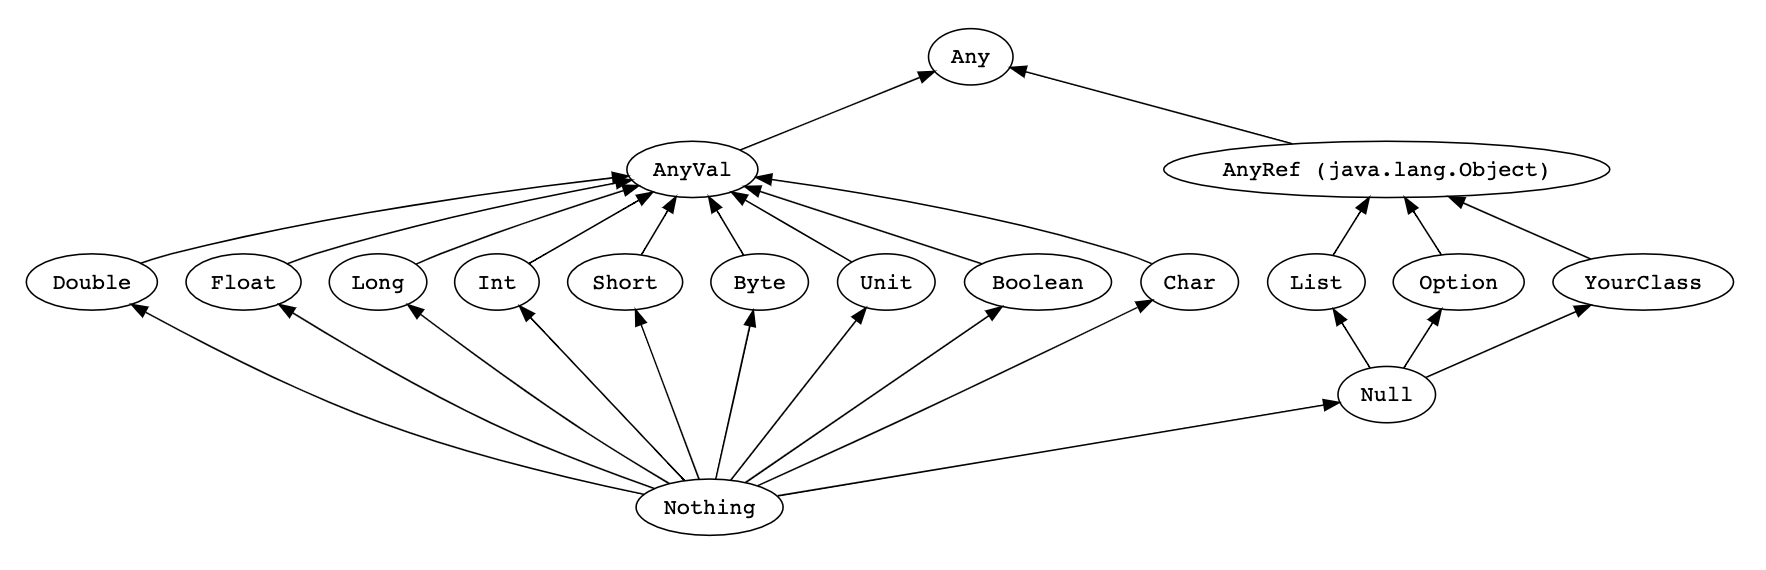 Any
AnyVal
AnyRef (java.lang.Object)
Double
Float
Long
Int
Short
Byte
Unit
Boolean
Char
List
Option
YourClass
Null
Nothing